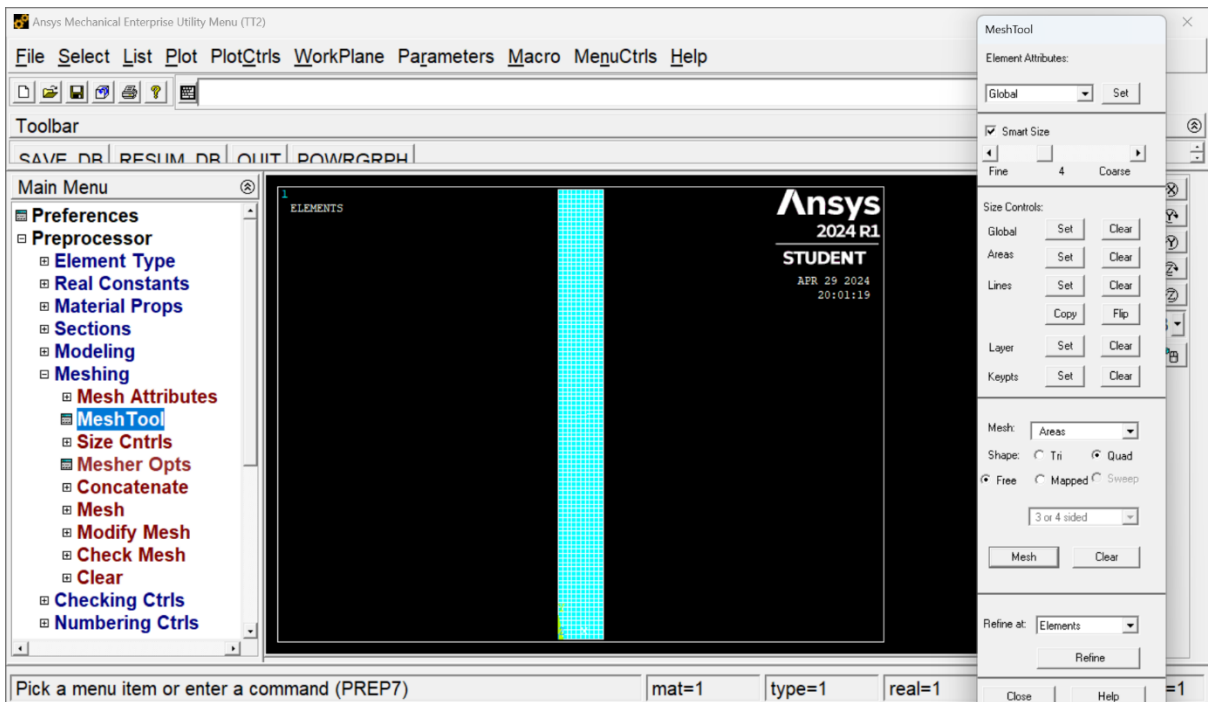 Ansys Mechanical Enterprise Utility Menu (TT2)
File Select List Plot PlotCtrls WorkPlane Parameters Macro MenuCtrls Help
Toolbar
SAVE_DB RESUM_DB QUIT POWRGRPH
Main Menu
Preferences
Preprocessor
Element Type
Real Constants
Material Props
Sections
Modeling
Meshing
Mesh Attributes
MeshTool
Size Cntrls
Mesher Opts
Concatenate
Mesh
Modify Mesh
Check Mesh
Clear
Checking Ctrls
Numbering Ctrls
1
ELEMENTS
Ansys
2024 R1
STUDENT
APR 29 2024
20:01:19
Z
X
MeshTool
Element Attributes:
Global Set
Smart Size
Fine 4 Coarse
Size Controls:
Global Set Clear
Areas Set Clear
Lines Set Clear
Copy Flip
Layer Set Clear
Keypts Set Clear
Mesh: Areas
Shape: Tri Quad
Free Mapped Sweep
3 or 4 sided
Mesh Clear
Refine at: Elements
Refine
Close Help
Pick a menu item or enter a command (PREP7) mat=1 type=1 real=1 =1